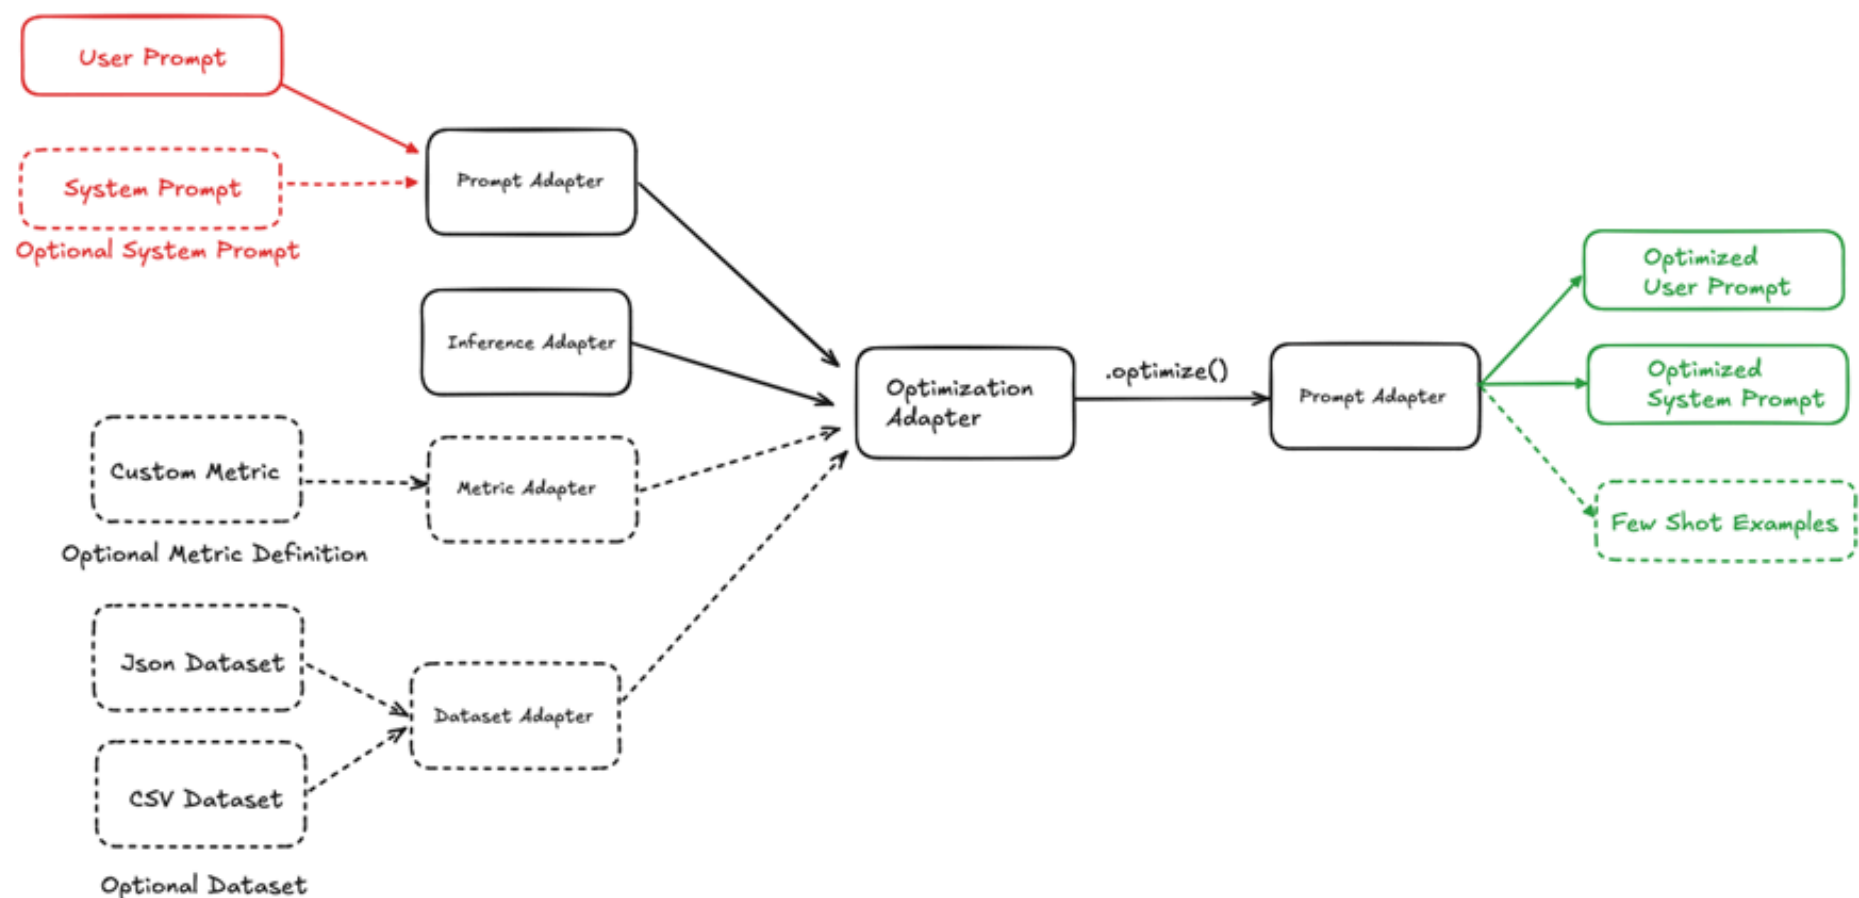 User Prompt
System Prompt
Optional System Prompt
Prompt Adapter
Inference Adapter
Custom Metric
Optional Metric Definition
Metric Adapter
Json Dataset
CSV Dataset
Optional Dataset
Dataset Adapter
Optimization
Adapter
.optimize()
Prompt Adapter
Optimized
User Prompt
Optimized
System Prompt
Few Shot Examples